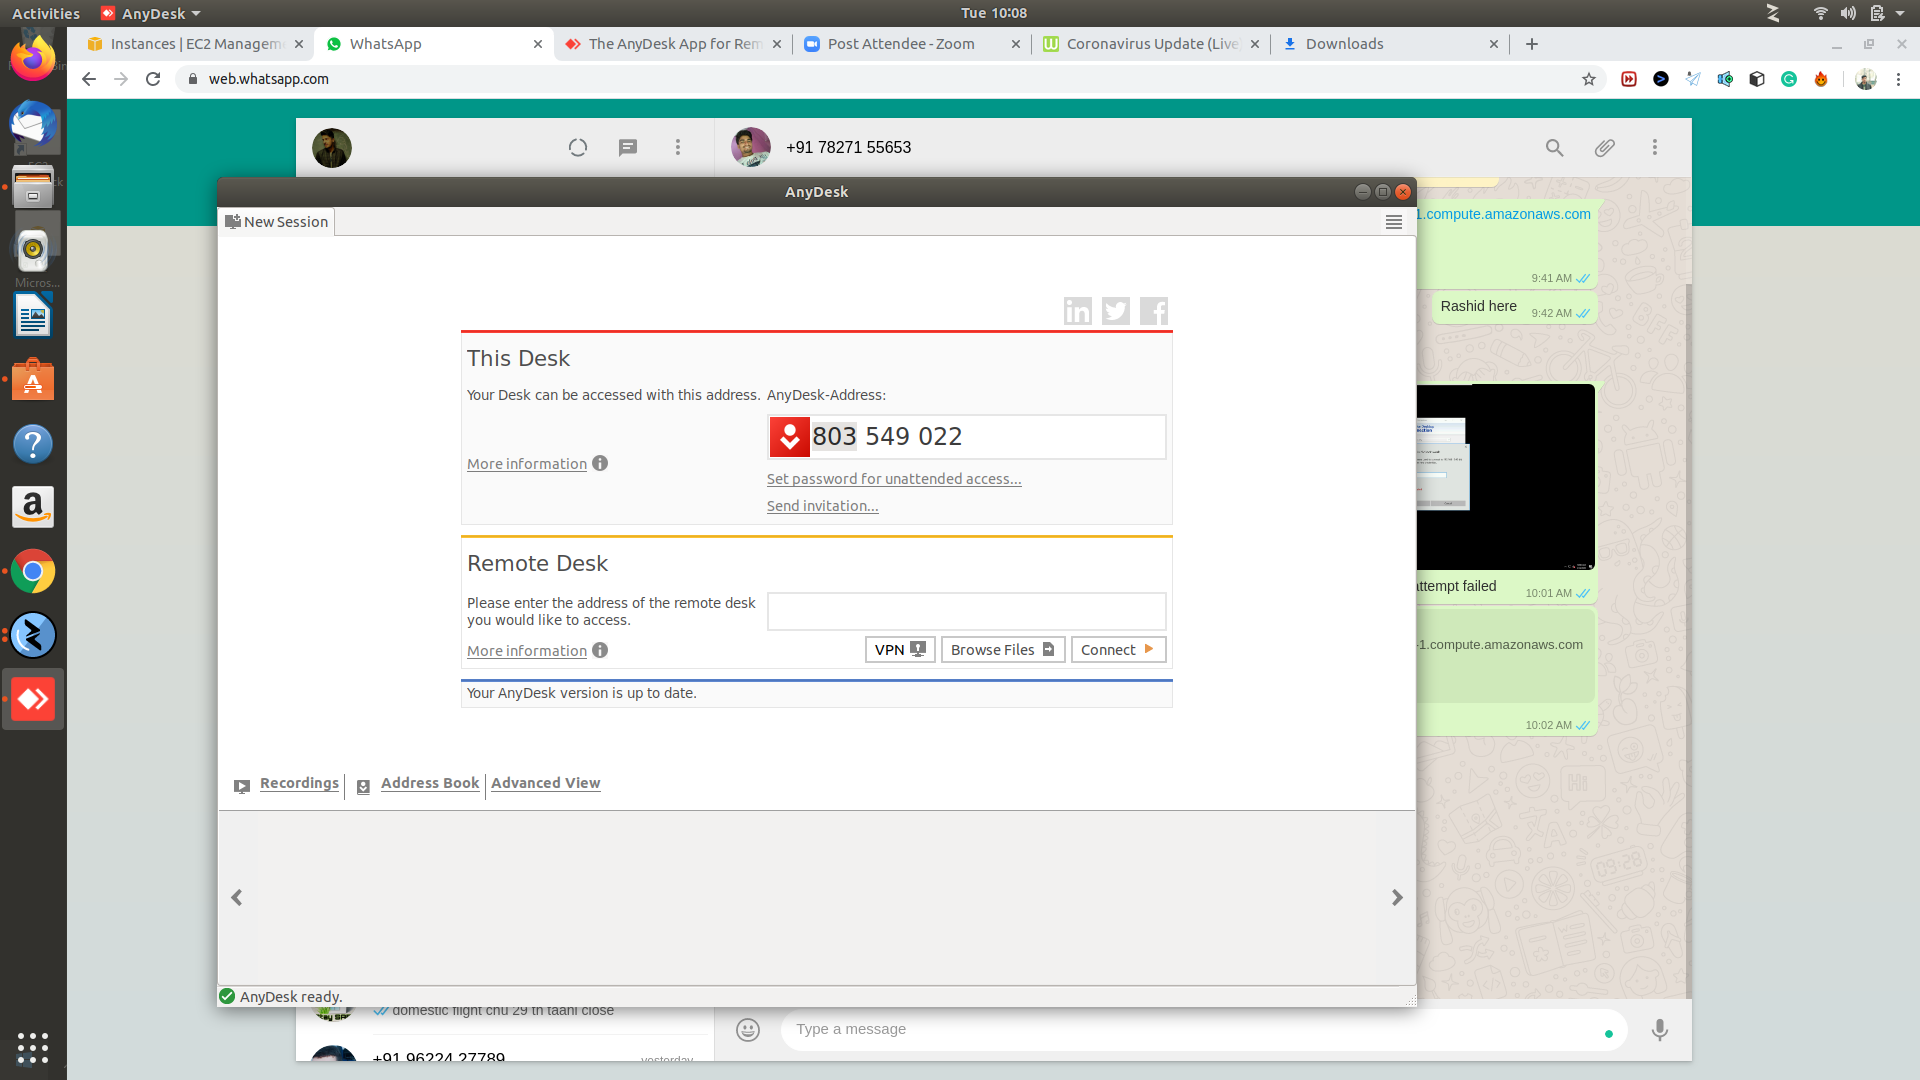 Activities
AnyDesk
Tue 10:08
Instances | EC2 Managem
WhatsApp
The AnyDesk App for Rem
Post Attendee - Zoom
Coronavirus Update (Live
Downloads
web.whatsapp.com
+91 78271 55653
AnyDesk
New Session
1.compute.amazonaws.com
9:41 AM
Rashid here
9:42 AM
Micros...
This Desk
Your Desk can be accessed with this address.
AnyDesk-Address:
803 549 022
More information
Set password for unattended access...
Send invitation...
Remote Desk
Please enter the address of the remote desk
you would like to access.
More information
VPN
Browse Files
Connect
Your AnyDesk version is up to date.
attempt failed
10:01 AM
-1.compute.amazonaws.com
10:02 AM
Recordings
Address Book
Advanced View
AnyDesk ready.
domestic flight chu 29 th taani close
Type a message
+91 96224 27789
yesterday